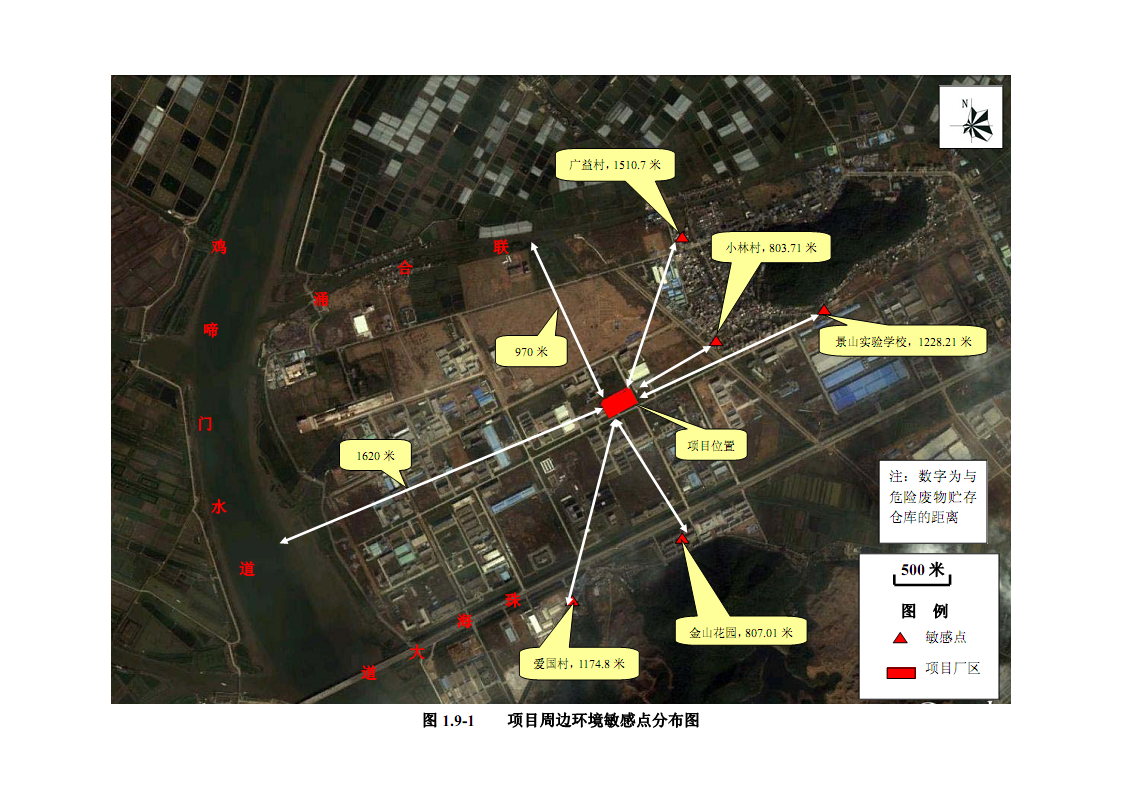 N
广益村，1510.7 米
小林村，803.71 米
联合涌
鸡啼门水道
970 米
景山实验学校，1228.21 米
项目位置
1620 米
注：数字为与
危险废物贮存
仓库的距离
500 米
图 例
敏感点
项目厂区
珠海大道
金山花园，807.01 米
爱国村，1174.8 米
图 1.9-1 项目周边环境敏感点分布图